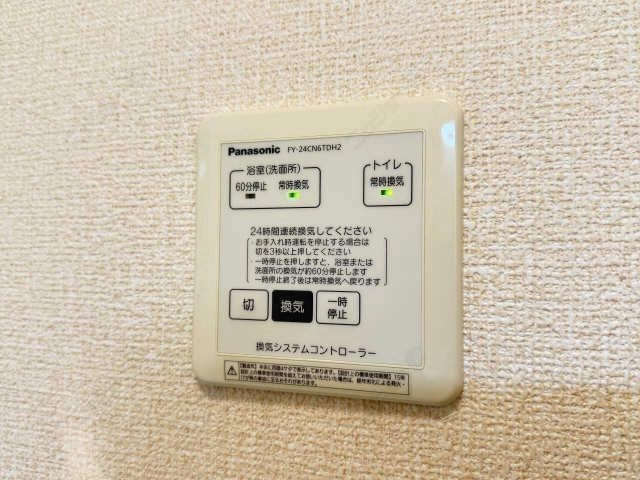 Panasonic FY-24CN6TDH2
浴室(洗面所)
トイレ
60分停止 常時換気
常時換気
24時間連続換気してください
・お手入れ時運転を停止する場合は
切を3秒以上押してください
・一時停止を押しますと、浴室または
洗面所の換気が約60分停止します
・一時停止終了後は常時換気へ戻ります
切
換気
一時
停止
換気システムコントローラー